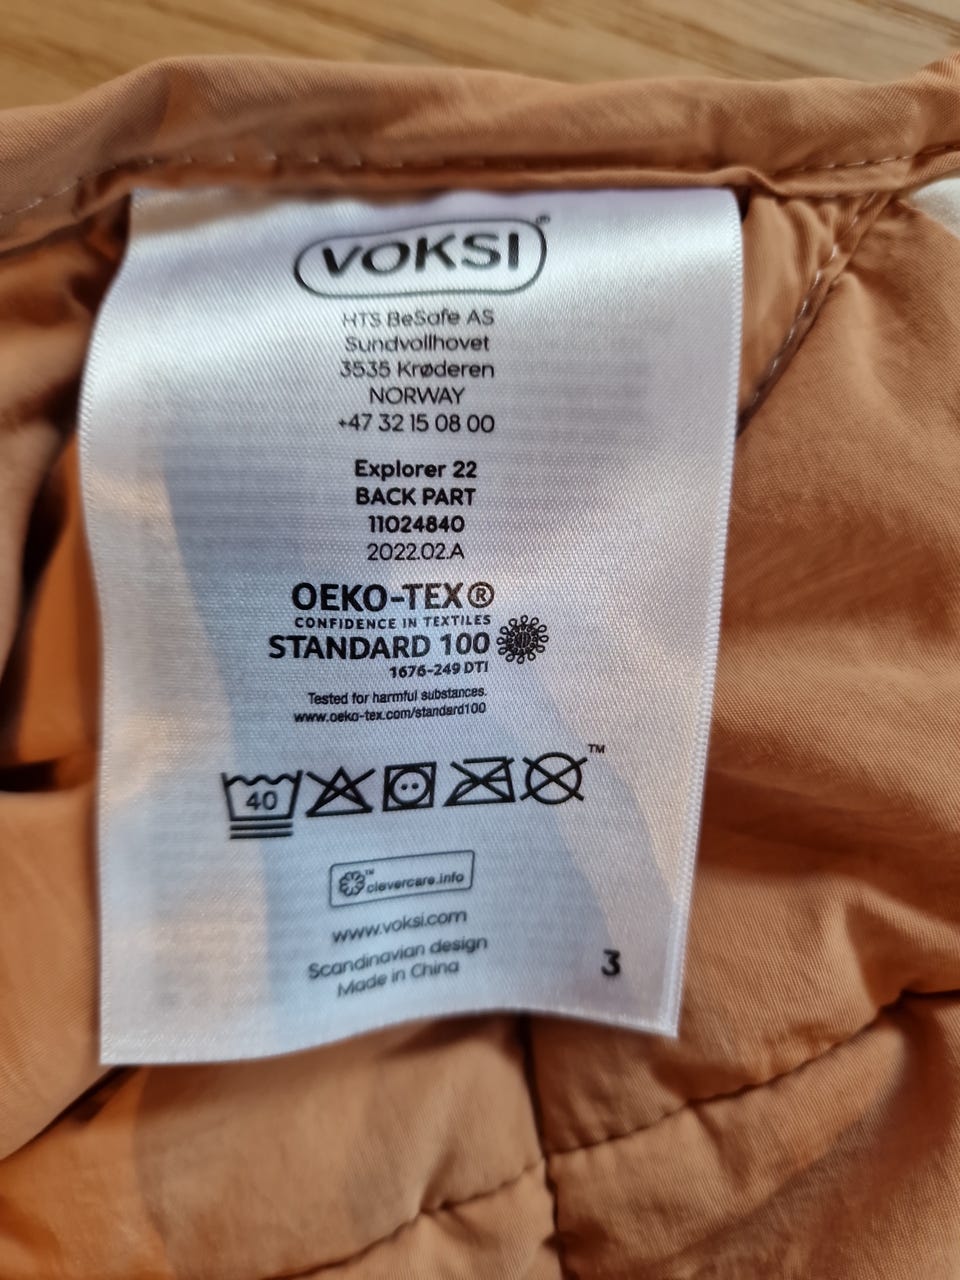 VOKSI®
HTS BeSafe AS
Sundvollhovet
3535 Krøderen
NORWAY
+47 32 15 08 00
Explorer 22
BACK PART
11024840
2022.02.A
OEKO-TEX®
CONFIDENCE IN TEXTILES
STANDARD 100
1676-249 DTI
Tested for harmful substances.
www.oeko-tex.com/standard100
40 ™
™ clevercare.info
www.voksi.com
Scandinavian design
Made in China
3